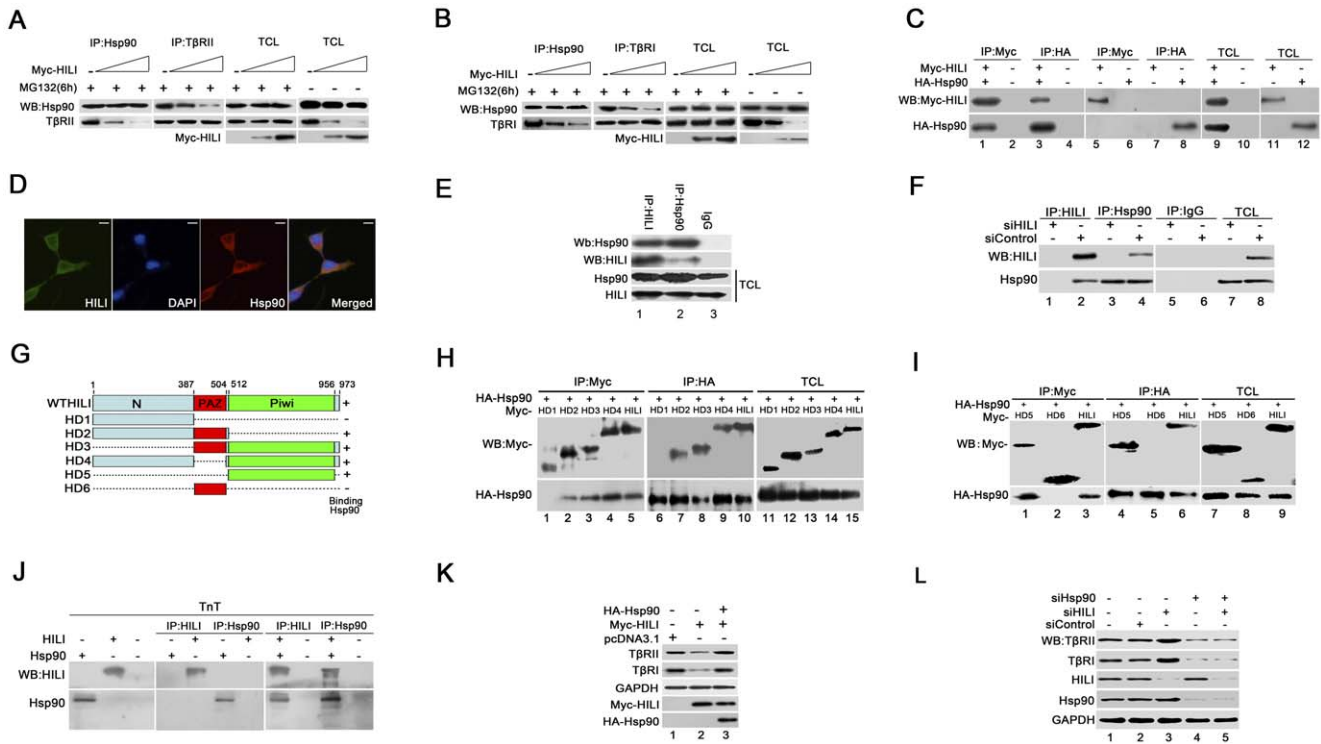 A
IP:Hsp90 IP:TβRII TCL TCL
Myc-HILI - - - -
MG132(6h) + + + + + + + + + - - -
WB:Hsp90
TβRII
Myc-HILI
B
IP:Hsp90 IP:TβRI TCL TCL
Myc-HILI - - - -
MG132(6h) + + + + + + + + + - - -
WB:Hsp90
TβRI
Myc-HILI
C
IP:Myc IP:HA IP:Myc IP:HA TCL TCL
Myc-HILI + - + - + - + - + - + -
HA-Hsp90 + - + - - + - + + - - +
WB:Myc-HILI
HA-Hsp90
1 2 3 4 5 6 7 8 9 10 11 12
D
HILI DAPI Hsp90 Merged
E
IP:HILI IP:Hsp90 IgG
Wb:Hsp90
WB:HILI
Hsp90
HILI
TCL
1 2 3
F
IP:HILI IP:Hsp90 IP:IgG TCL
siHILI + - + - + - + -
siControl - + - + - + - +
WB:HILI
Hsp90
1 2 3 4 5 6 7 8
G
1 387 504 512 956 973
WTHILI N PAZ Piwi +
HD1 -
HD2 +
HD3 +
HD4 +
HD5 +
HD6 -
Binding
Hsp90
H
IP:Myc IP:HA TCL
HA-Hsp90 + + + + + + + + + + + + + + +
Myc- HD1 HD2 HD3 HD4 HILI HD1 HD2 HD3 HD4 HILI HD1 HD2 HD3 HD4 HILI
WB:Myc-
HA-Hsp90
1 2 3 4 5 6 7 8 9 10 11 12 13 14 15
I
IP:Myc IP:HA TCL
HA-Hsp90 + + + + + + + + +
Myc- HD5 HD6 HILI HD5 HD6 HILI HD5 HD6 HILI
WB: Myc-
HA-Hsp90
1 2 3 4 5 6 7 8 9
J
TnT
IP:HILI IP:Hsp90 IP:HILI IP:Hsp90
HILI - + - - + - + - + - + -
Hsp90 + - - + - + - - + - + -
WB:HILI
Hsp90
K
HA-Hsp90 - - +
Myc-HILI - + +
pcDNA3.1 + - -
TβRII
TβRI
GAPDH
Myc-HILI
HA-Hsp90
1 2 3
L
siHsp90 - - - + +
siHILI - - + - +
siControl - + - - -
WB:TβRII
TβRI
HILI
Hsp90
GAPDH
1 2 3 4 5